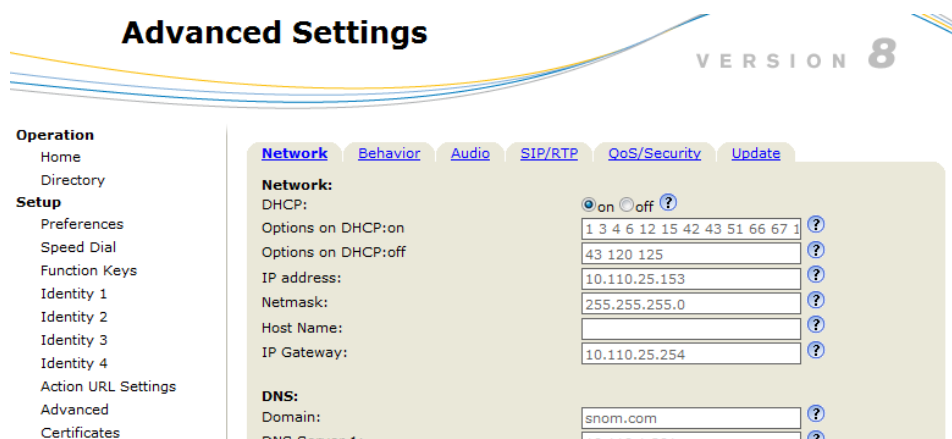 Advanced Settings
VERSION 8
Operation
Home
Directory
Setup
Preferences
Speed Dial
Function Keys
Identity 1
Identity 2
Identity 3
Identity 4
Action URL Settings
Advanced
Certificates
Network Behavior Audio SIP/RTP QoS/Security Update
Network:
DHCP: on off ?
Options on DHCP:on 1 3 4 6 12 15 42 43 51 66 67 1 ?
Options on DHCP:off 43 120 125 ?
IP address: 10.110.25.153 ?
Netmask: 255.255.255.0 ?
Host Name: ?
IP Gateway: 10.110.25.254 ?
DNS:
Domain: snom.com ?